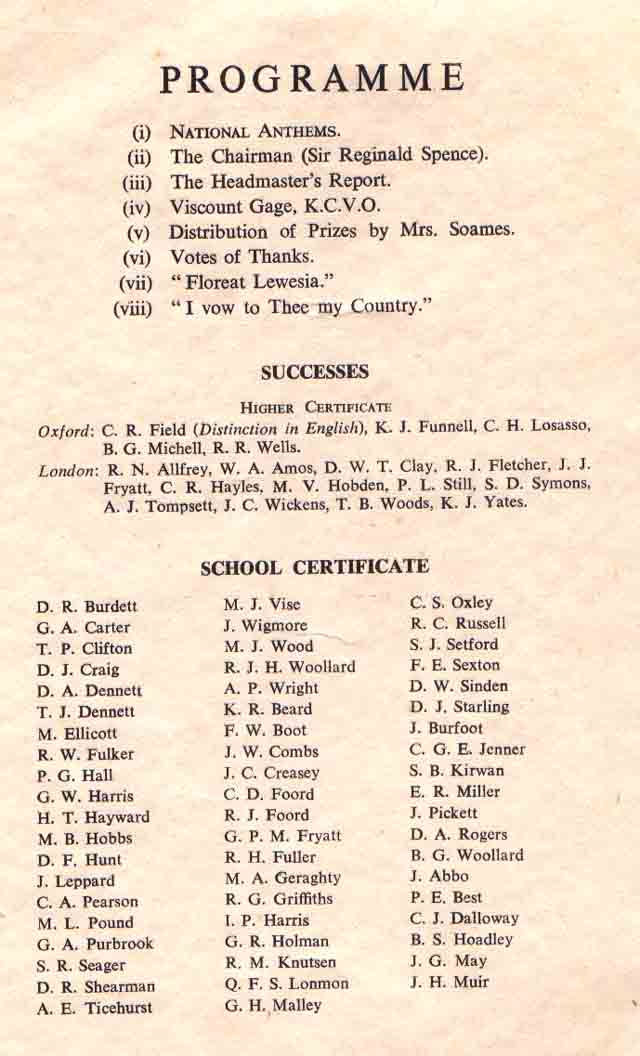 PROGRAMME
(i) NATIONAL ANTHEMS.
(ii) The Chairman (Sir Reginald Spence).
(iii) The Headmaster's Report.
(iv) Viscount Gage, K.C.V.O.
(v) Distribution of Prizes by Mrs. Soames.
(vi) Votes of Thanks.
(vii) "Floreat Lewesia."
(viii) "I vow to Thee my Country."
SUCCESSES
HIGHER CERTIFICATE
Oxford: C. R. Field (Distinction in English), K. J. Funnell, C. H. Losasso,
B. G. Michell, R. R. Wells.
London: R. N. Allfrey, W. A. Amos, D. W. T. Clay, R. J. Fletcher, J. J.
Fryatt, C. R. Hayles, M. V. Hobden, P. L. Still, S. D. Symons,
A. J. Tompsett, J. C. Wickens, T. B. Woods, K. J. Yates.
SCHOOL CERTIFICATE
D. R. Burdett
G. A. Carter
T. P. Clifton
D. J. Craig
D. A. Dennett
T. J. Dennett
M. Ellicott
R. W. Fulker
P. G. Hall
G. W. Harris
H. T. Hayward
M. B. Hobbs
D. F. Hunt
J. Leppard
C. A. Pearson
M. L. Pound
G. A. Purbrook
S. R. Seager
D. R. Shearman
A. E. Ticehurst
M. J. Vise
J. Wigmore
M. J. Wood
R. J. H. Woollard
A. P. Wright
K. R. Beard
F. W. Boot
J. W. Combs
J. C. Creasey
C. D. Foord
R. J. Foord
G. P. M. Fryatt
R. H. Fuller
M. A. Geraghty
R. G. Griffiths
I. P. Harris
G. R. Holman
R. M. Knutsen
Q. F. S. Lonmon
G. H. Malley
C. S. Oxley
R. C. Russell
S. J. Setford
F. E. Sexton
D. W. Sinden
D. J. Starling
J. Burfoot
C. G. E. Jenner
S. B. Kirwan
E. R. Miller
J. Pickett
D. A. Rogers
B. G. Woollard
J. Abbo
P. E. Best
C. J. Dalloway
B. S. Hoadley
J. G. May
J. H. Muir